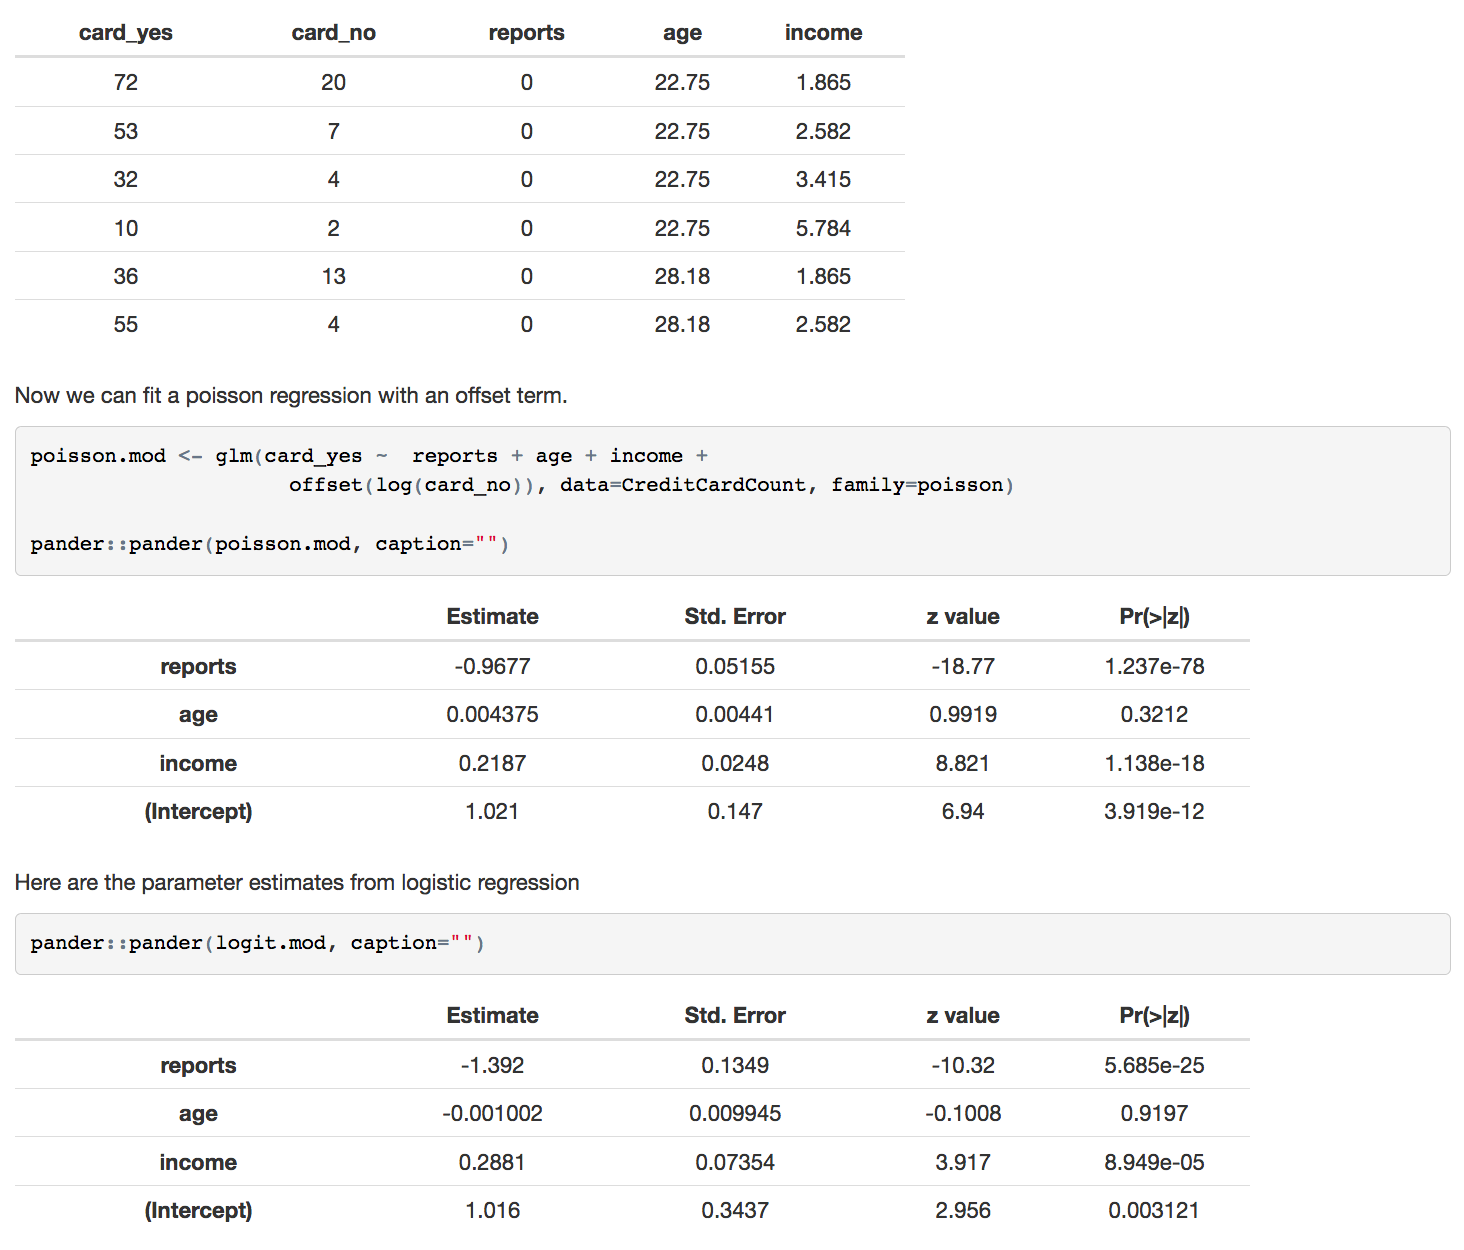 card_yes card_no reports age income
72 20 0 22.75 1.865
53 7 0 22.75 2.582
32 4 0 22.75 3.415
10 2 0 22.75 5.784
36 13 0 28.18 1.865
55 4 0 28.18 2.582
Now we can fit a poisson regression with an offset term.
poisson.mod <- glm(card_yes ~  reports + age + income +
                     offset(log(card_no)), data=CreditCardCount, family=poisson)
pander::pander(poisson.mod, caption="")
Estimate Std. Error z value Pr(>|z|)
reports -0.9677 0.05155 -18.77 1.237e-78
age 0.004375 0.00441 0.9919 0.3212
income 0.2187 0.0248 8.821 1.138e-18
(Intercept) 1.021 0.147 6.94 3.919e-12
Here are the parameter estimates from logistic regression
pander::pander(logit.mod, caption="")
Estimate Std. Error z value Pr(>|z|)
reports -1.392 0.1349 -10.32 5.685e-25
age -0.001002 0.009945 -0.1008 0.9197
income 0.2881 0.07354 3.917 8.949e-05
(Intercept) 1.016 0.3437 2.956 0.003121